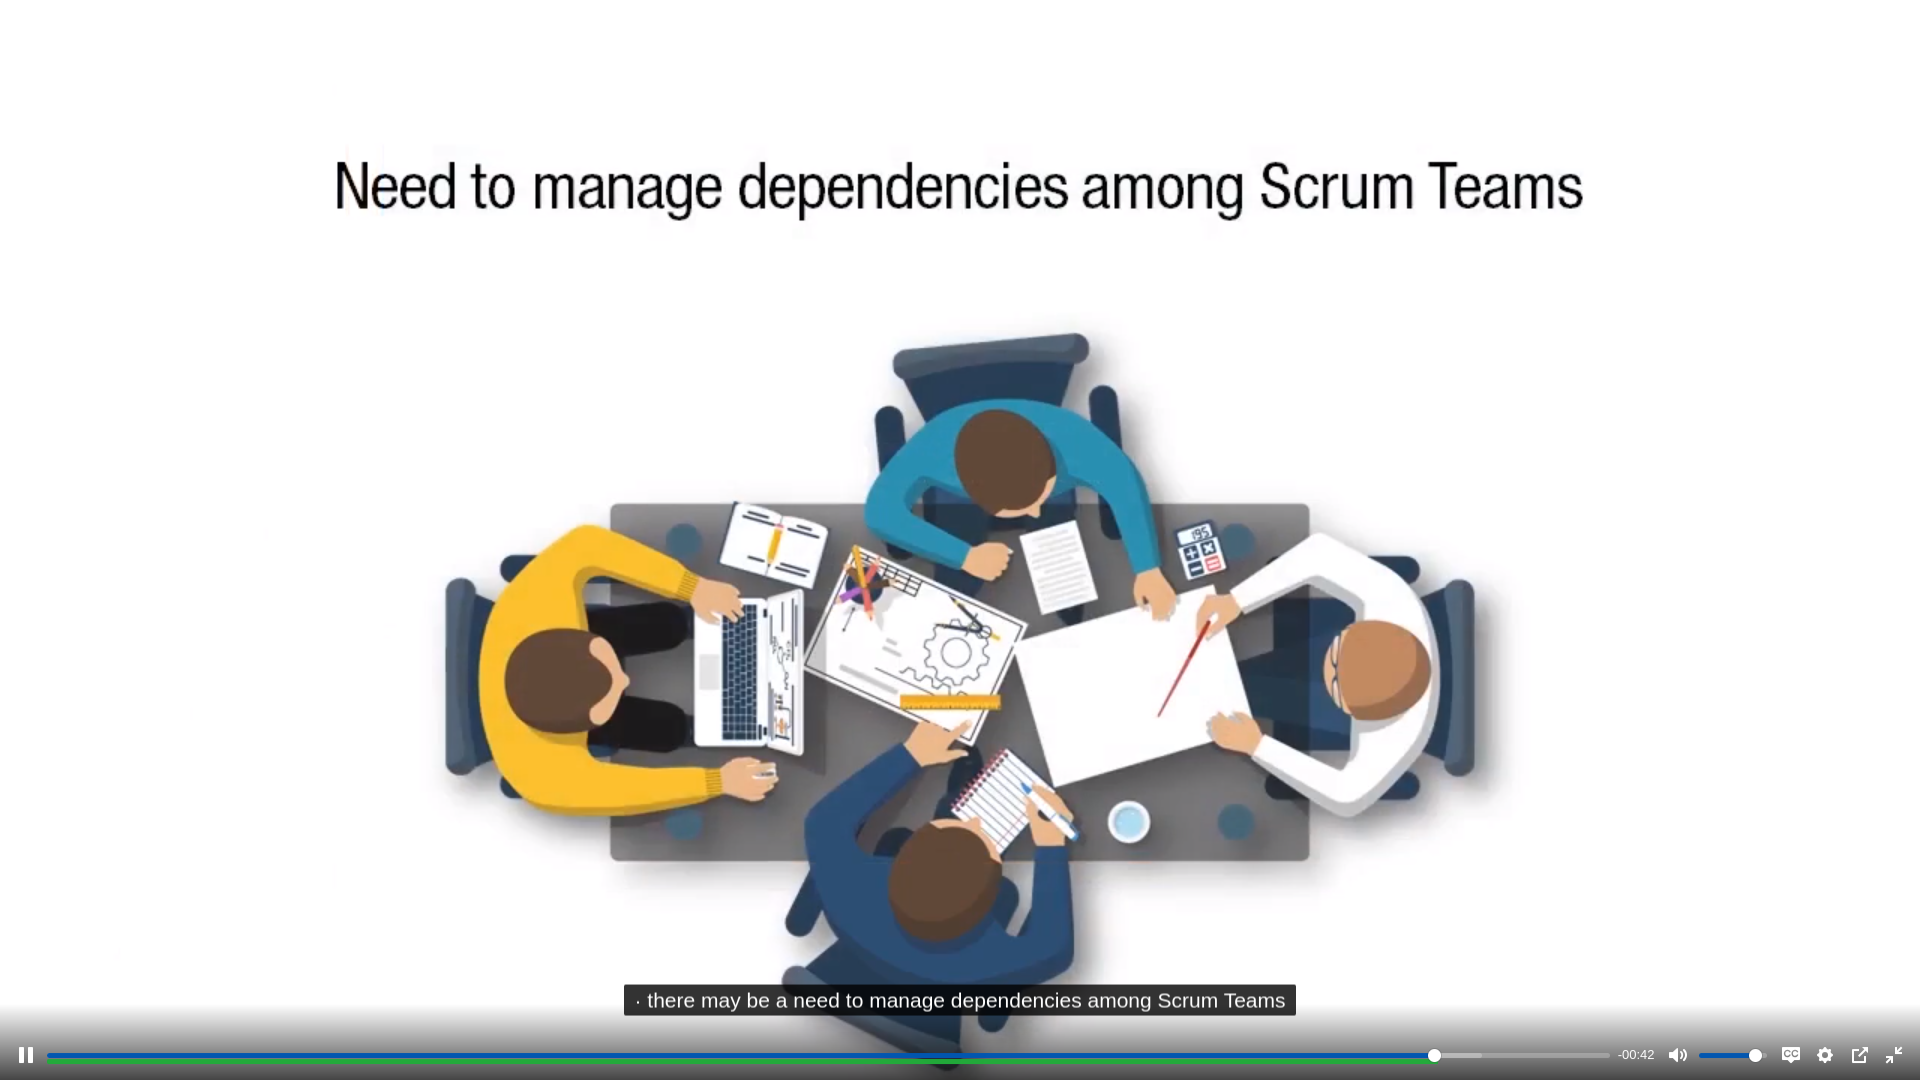 Need to manage dependencies among Scrum Teams
195
· there may be a need to manage dependencies among Scrum Teams
-00:42
CC